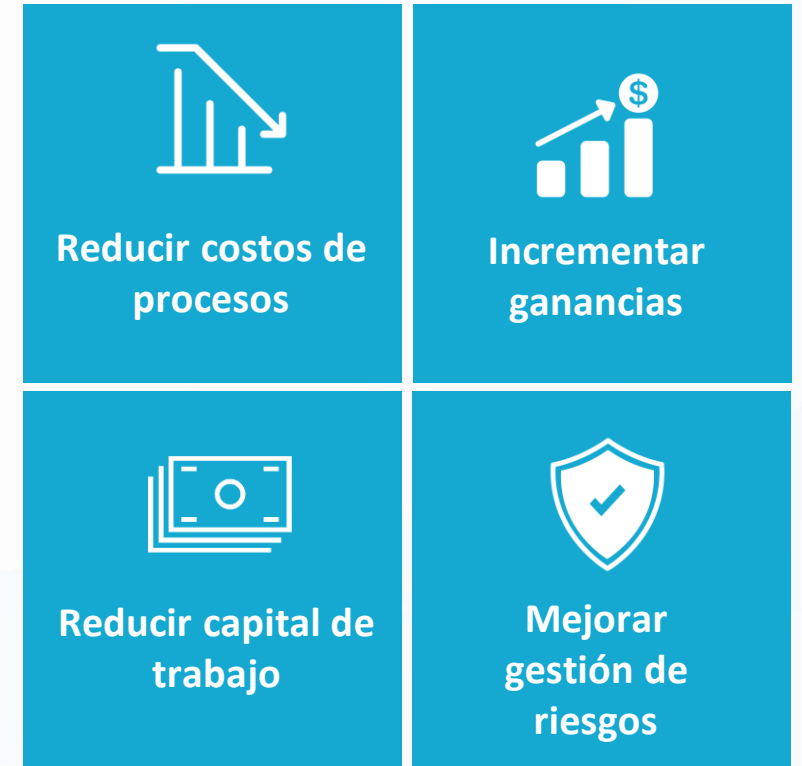 $
Reducir costos de
procesos
Incrementar
ganancias
Reducir capital de
trabajo
Mejorar
gestión de
riesgos